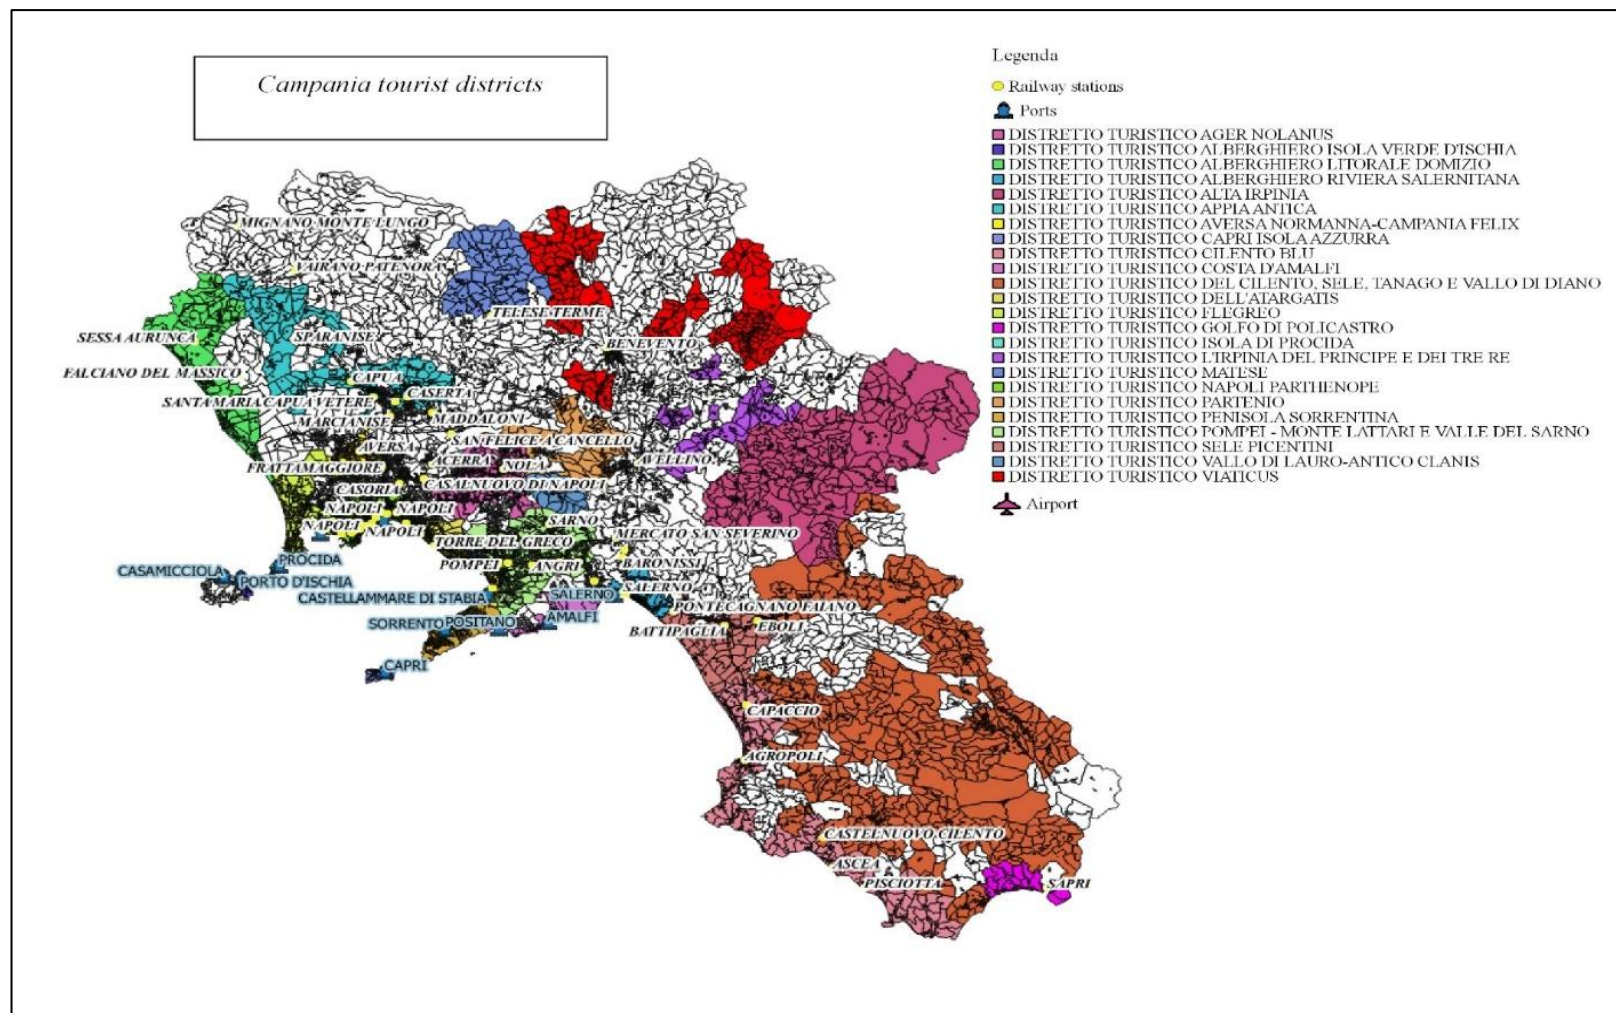 Campania tourist districts
Legenda
Railway stations
Ports
DISTRETTO TURISTICO AGER NOLANUS
DISTRETTO TURISTICO ALBERGHIERO ISOLA VERDE D'ISCHIA
DISTRETTO TURISTICO ALBERGHIERO LITORALE DOMIZIO
DISTRETTO TURISTICO ALBERGHIERO RIVIERA SALERNITANA
DISTRETTO TURISTICO ALTA IRPINIA
DISTRETTO TURISTICO APPIA ANTICA
DISTRETTO TURISTICO AVERSA NORMANNA-CAMPANIA FELIX
DISTRETTO TURISTICO CAPRI ISOLA AZZURRA
DISTRETTO TURISTICO CILENTO BLU
DISTRETTO TURISTICO COSTA D'AMALFI
DISTRETTO TURISTICO DEL CILENTO, SELE, TANAGO E VALLO DI DIANO
DISTRETTO TURISTICO DELL'ATARGATIS
DISTRETTO TURISTICO FLEGREO
DISTRETTO TURISTICO GOLFO DI POLICASTRO
DISTRETTO TURISTICO ISOLA DI PROCIDA
DISTRETTO TURISTICO L'IRPINIA DEL PRINCIPE E DEI TRE RE
DISTRETTO TURISTICO MATESE
DISTRETTO TURISTICO NAPOLI PARTHENOPE
DISTRETTO TURISTICO PARTENIO
DISTRETTO TURISTICO PENISOLA SORRENTINA
DISTRETTO TURISTICO POMPEI - MONTE LATTARI E VALLE DEL SARNO
DISTRETTO TURISTICO SELE PICENTINI
DISTRETTO TURISTICO VALLO DI LAURO-ANTICO CLANIS
DISTRETTO TURISTICO VIATICUS
Airport
MIGNANO MONTE LUNGO
VAIRANO PATENORA
TELESE TERME
SESSA AURUNCA
SPARANISE
BENEVENTO
FALCIANO DEL MASSICO
CAPUA
SANTA MARIA CAPUA VETERE
CASERTA
MARCIANISE
MADDALONI
AVERSA
SAN FELICE A CANCELLO
FRATTAMAGGIORE
ACERRA
NOLA
AVELLINO
CASORIA
CASALNUOVO DI NAPOLI
NAPOLI
NAPOLI
NAPOLI
NAPOLI
SARNO
TORRE DEL GRECO
MERCATO SAN SEVERINO
PROCIDA
POMPEI
ANGRI
BARONISSI
CASAMICCIOLA
PORTO D'ISCHIA
CASTELLAMMARE DI STABIA
SALERNO
SALERNO
PONTECAGNANO FAIANO
SORRENTO
POSITANO
AMALFI
BATTIPAGLIA
EBOLI
CAPRI
CAPACCIO
AGROPOLI
CASTELNUOVO CILENTO
ASCEA
PISCIOTTA
SAPRI